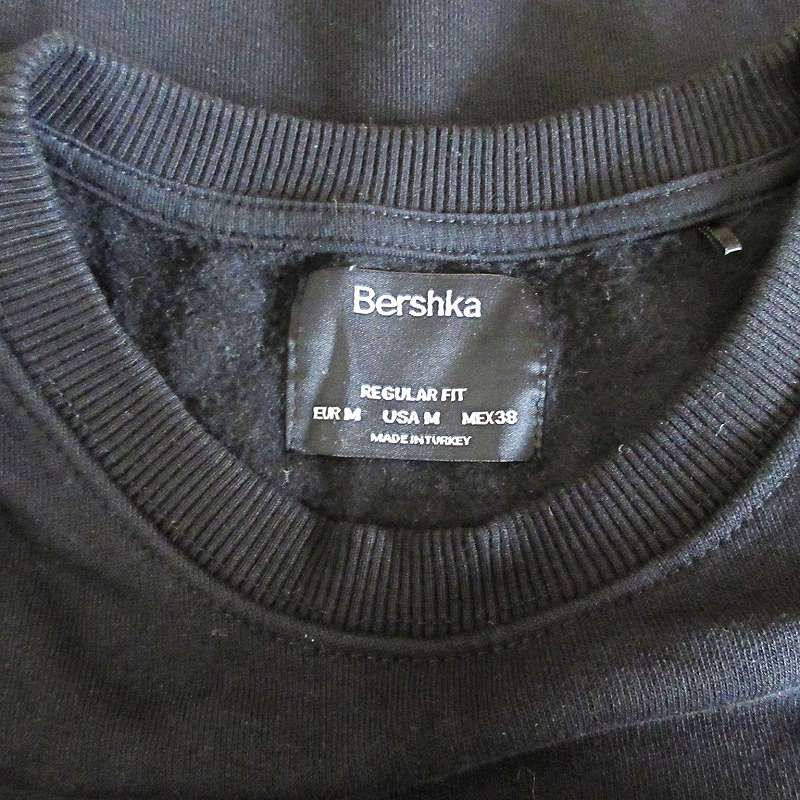 Bershka
REGULAR FIT
EUR M USA M MEX38
MADE IN TURKEY